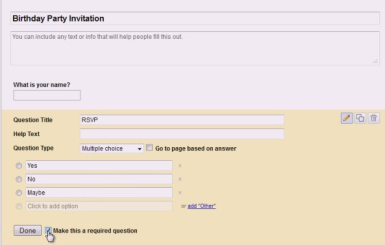 Birthday Party Invitation
You can include any text or info that will help people fill this out.
What is your name?
Question Title RSVP
Help Text
Question Type Multiple choice Go to page based on answer
Yes
No
Maybe
Click to add option or add "Other"
Done Make this a required question